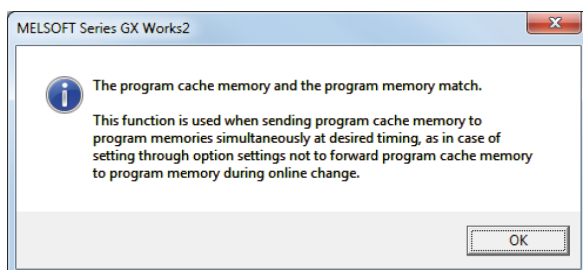 MELSOFT Series GX Works2
The program cache memory and the program memory match.
This function is used when sending program cache memory to
program memories simultaneously at desired timing, as in case of
setting through option settings not to forward program cache memory
to program memory during online change.
OK